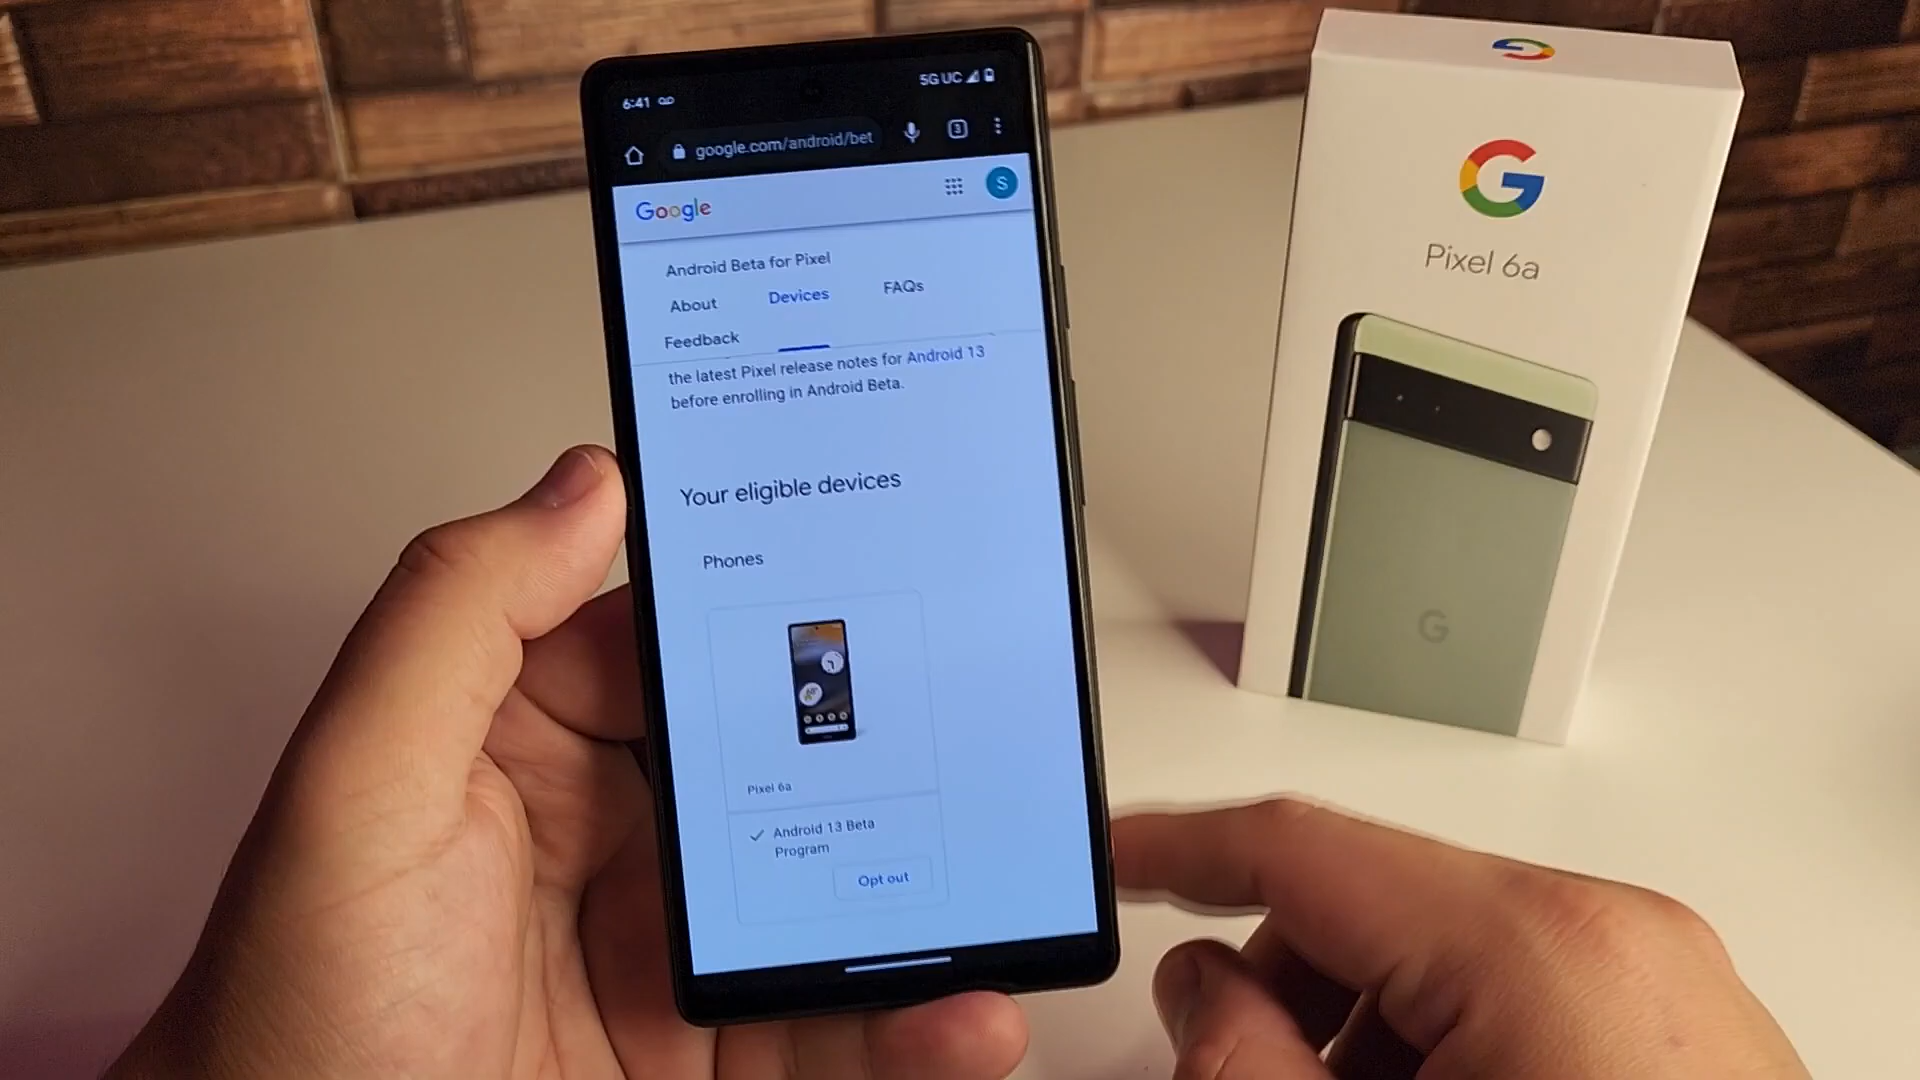 6:41
5G UC
google.com/android/bet
3
Google
S
Android Beta for Pixel
About
Devices
FAQs
Feedback
the latest Pixel release notes for Android 13
before enrolling in Android Beta.
Your eligible devices
Phones
Pixel 6a
Android 13 Beta
Program
Opt out
G
Pixel 6a
G